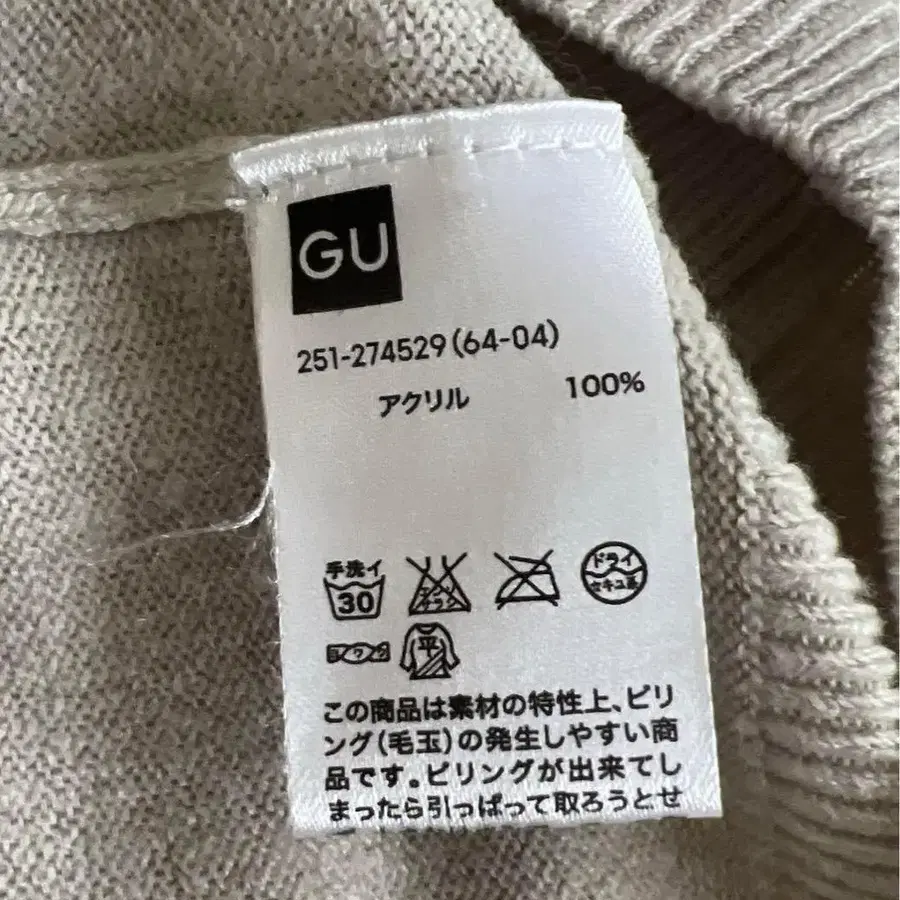 GU
251-274529(64-04)
アクリル 100%
手洗イ
30
ドライ
セキユ系
平
この商品は素材の特性上、ピリ
ング(毛玉)の発生しやすい商
品です。ピリングが出来てし
まったら引っぱって取ろうとせ